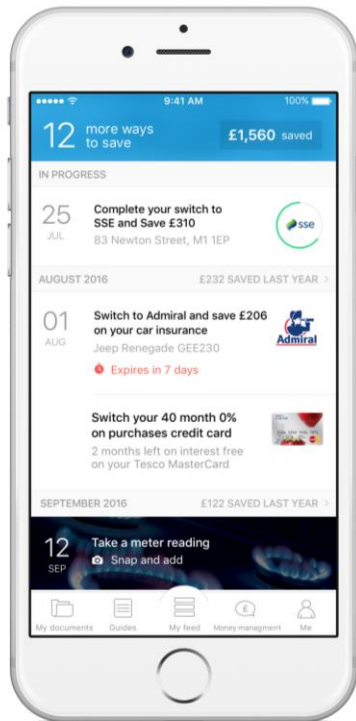 9:41 AM
100%
12 more ways
to save
£1,560 saved
IN PROGRESS
25
JUL
Complete your switch to
SSE and Save £310
83 Newton Street, M1 1EP
sse
AUGUST 2016
£232 SAVED LAST YEAR >
01
AUG
Switch to Admiral and save £206
on your car insurance
Jeep Renegade GEE230
Expires in 7 days
Admiral
Switch your 40 month 0%
on purchases credit card
2 months left on interest free
on your Tesco MasterCard
SEPTEMBER 2016
£122 SAVED LAST YEAR >
12
SEP
Take a meter reading
Snap and add
My documents
Guides
My feed
Money managment
Me